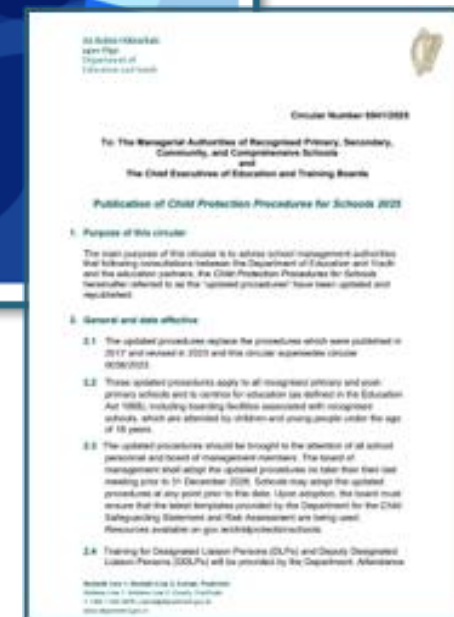 An Roinn Oideachais
agus Óige
Department of
Education and Youth
Circular Number /2025
To: The Managerial Authorities of Recognised Primary, Secondary,
Community, and Comprehensive Schools
and
The Chief Executives of Education and Training Boards
Publication of Child Protection Procedures for Schools 2025
1. Purpose of this circular
The main purpose of this circular is to advise school management authorities
that following consultations between the Department of Education and Youth
and the education partners, the Child Protection Procedures for Schools
hereinafter referred to as the "updated procedures" have been updated and
republished.
2. General and date effective
2.1 The updated procedures replace the procedures which were published in
2017 and revised in 2023 and this circular supersedes circular
0036/2023.
2.2 These updated procedures apply to all recognised primary and post-
primary schools and to centres for education (as defined in the Education
Act 1998), including boarding facilities associated with recognised
schools, which are attended by children and young people under the age
of 18 years.
2.3 The updated procedures should be brought to the attention of all school
personnel and board of management members. The board of
management shall adopt the updated procedures no later than their last
meeting prior to 31 December 2025. Schools may adopt the updated
procedures at any point prior to the date. Upon adoption, the board must
ensure that the latest templates provided by the Department for the Child
Safeguarding Statement and Risk Assessment are being used.
Resources available on gov.ie/childprotectionschools
2.4 Training for Designated Liaison Persons (DLPs) and Deputy Designated
Liaison Persons (DDLPs) will be provided by the Department. Attendance